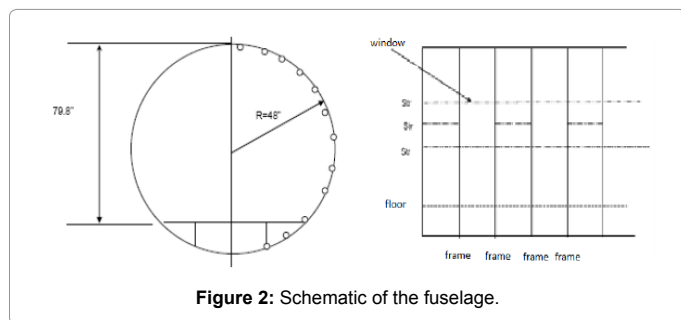 79.8"
R=48"
window
Str
Str
Str
floor
frame frame frame frame
Figure 2: Schematic of the fuselage.